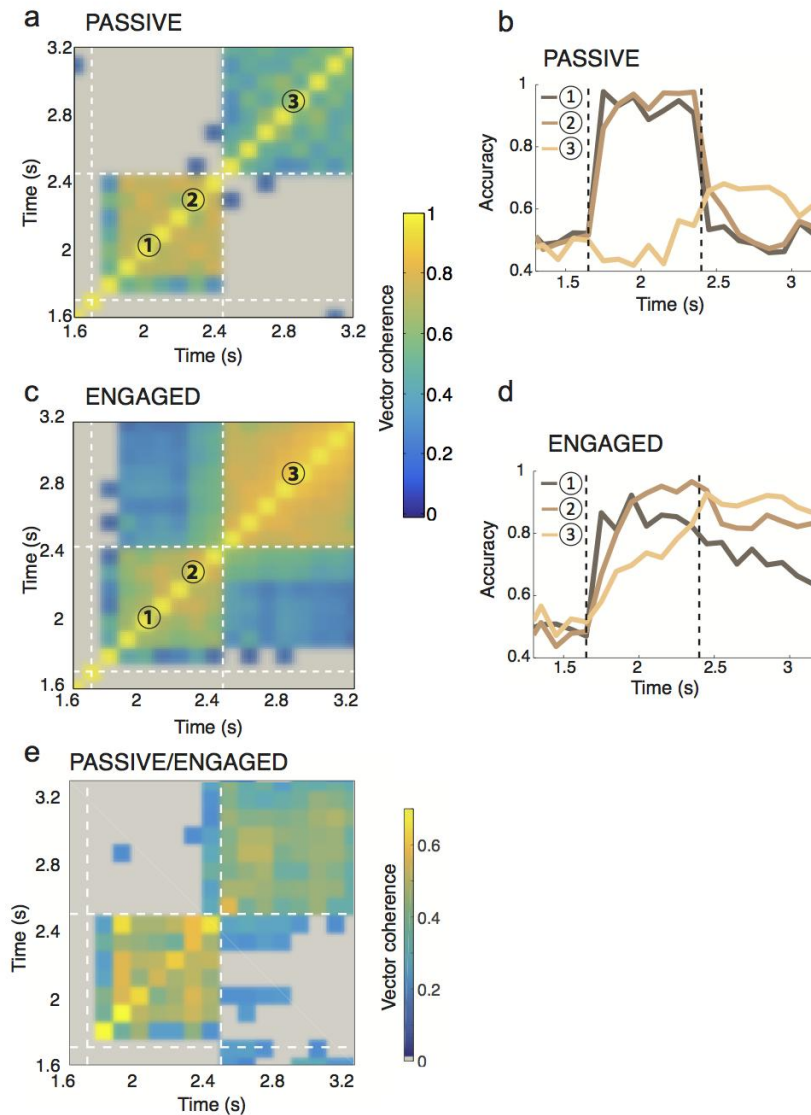 a
PASSIVE
3.2
2.8
2.4
2
1.6
Time (s)
①
②
③
1.6 2 2.4 2.8 3.2
Time (s)
b
PASSIVE
①
②
③
1
0.8
0.6
0.4
Accuracy
1.5 2 2.5 3
Time (s)
1
0.8
0.6
0.4
0.2
0
Vector coherence
c
ENGAGED
3.2
2.8
2.4
2
1.6
Time (s)
①
②
③
1.6 2 2.4 2.8 3.2
Time (s)
d
ENGAGED
①
②
③
1
0.8
0.6
0.4
Accuracy
1.5 2 2.5 3
Time (s)
e
PASSIVE/ENGAGED
3.2
2.8
2.4
2
1.6
Time (s)
1.6 2 2.4 2.8 3.2
Time (s)
0.6
0.4
0.2
0
Vector coherence